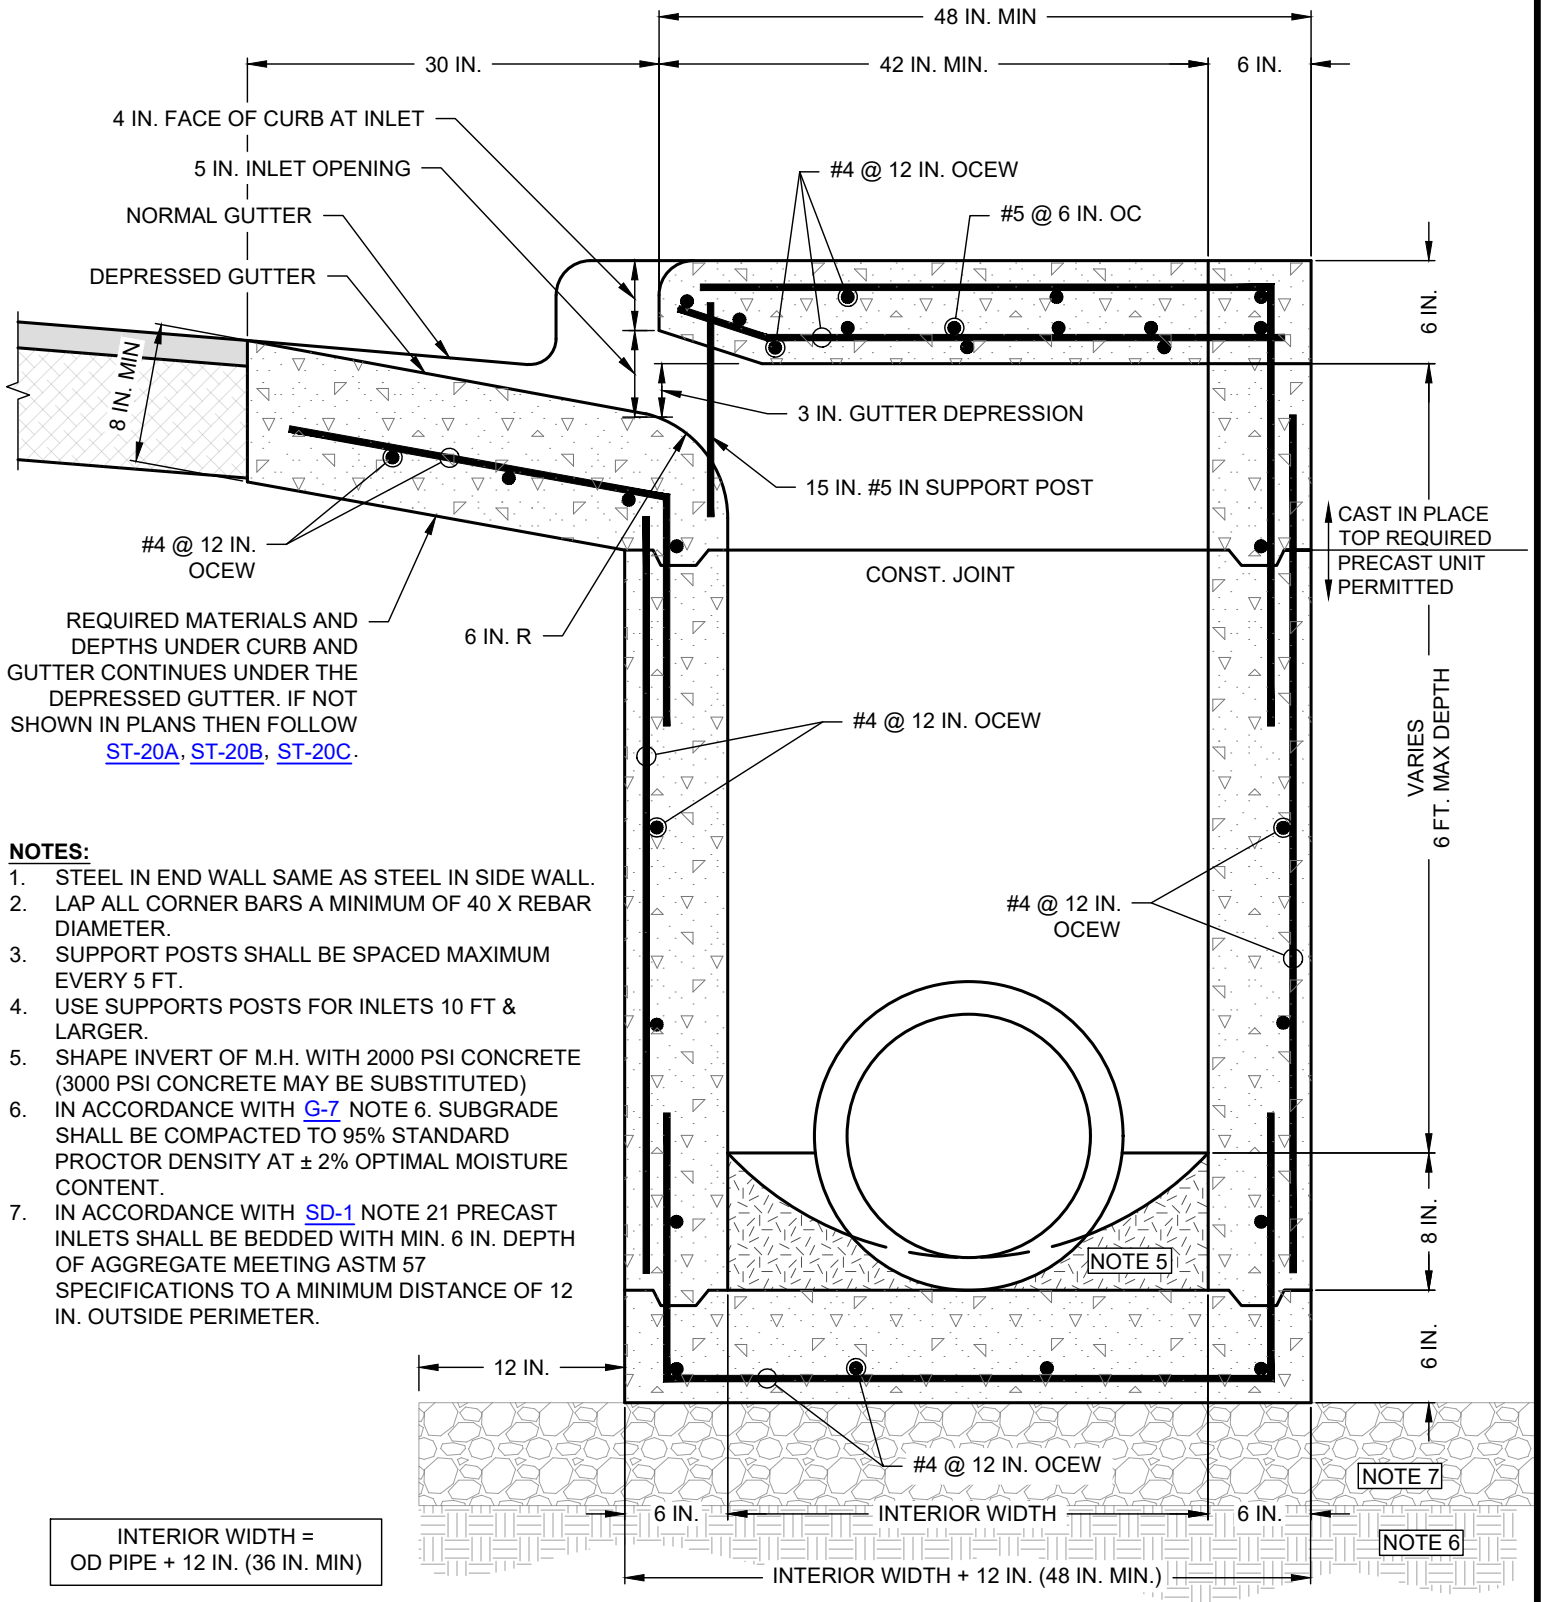 48 IN. MIN
30 IN.
42 IN. MIN.
6 IN.
4 IN. FACE OF CURB AT INLET
5 IN. INLET OPENING
#4 @ 12 IN. OCEW
NORMAL GUTTER
#5 @ 6 IN. OC
DEPRESSED GUTTER
6 IN.
8 IN. MIN
3 IN. GUTTER DEPRESSION
15 IN. #5 IN SUPPORT POST
#4 @ 12 IN.
OCEW
CAST IN PLACE
TOP REQUIRED
PRECAST UNIT
PERMITTED
CONST. JOINT
REQUIRED MATERIALS AND
DEPTHS UNDER CURB AND
GUTTER CONTINUES UNDER THE
DEPRESSED GUTTER. IF NOT
SHOWN IN PLANS THEN FOLLOW
ST-20A, ST-20B, ST-20C.
6 IN. R
#4 @ 12 IN. OCEW
VARIES
6 FT. MAX DEPTH
NOTES:
1. STEEL IN END WALL SAME AS STEEL IN SIDE WALL.
2. LAP ALL CORNER BARS A MINIMUM OF 40 X REBAR
DIAMETER.
3. SUPPORT POSTS SHALL BE SPACED MAXIMUM
EVERY 5 FT.
4. USE SUPPORTS POSTS FOR INLETS 10 FT &
LARGER.
5. SHAPE INVERT OF M.H. WITH 2000 PSI CONCRETE
(3000 PSI CONCRETE MAY BE SUBSTITUTED)
6. IN ACCORDANCE WITH G-7 NOTE 6. SUBGRADE
SHALL BE COMPACTED TO 95% STANDARD
PROCTOR DENSITY AT ± 2% OPTIMAL MOISTURE
CONTENT.
7. IN ACCORDANCE WITH SD-1 NOTE 21 PRECAST
INLETS SHALL BE BEDDED WITH MIN. 6 IN. DEPTH
OF AGGREGATE MEETING ASTM 57
SPECIFICATIONS TO A MINIMUM DISTANCE OF 12
IN. OUTSIDE PERIMETER.
#4 @ 12 IN.
OCEW
8 IN.
NOTE 5
6 IN.
12 IN.
#4 @ 12 IN. OCEW
NOTE 7
6 IN.
INTERIOR WIDTH
6 IN.
NOTE 6
INTERIOR WIDTH =
OD PIPE + 12 IN. (36 IN. MIN)
INTERIOR WIDTH + 12 IN. (48 IN. MIN.)